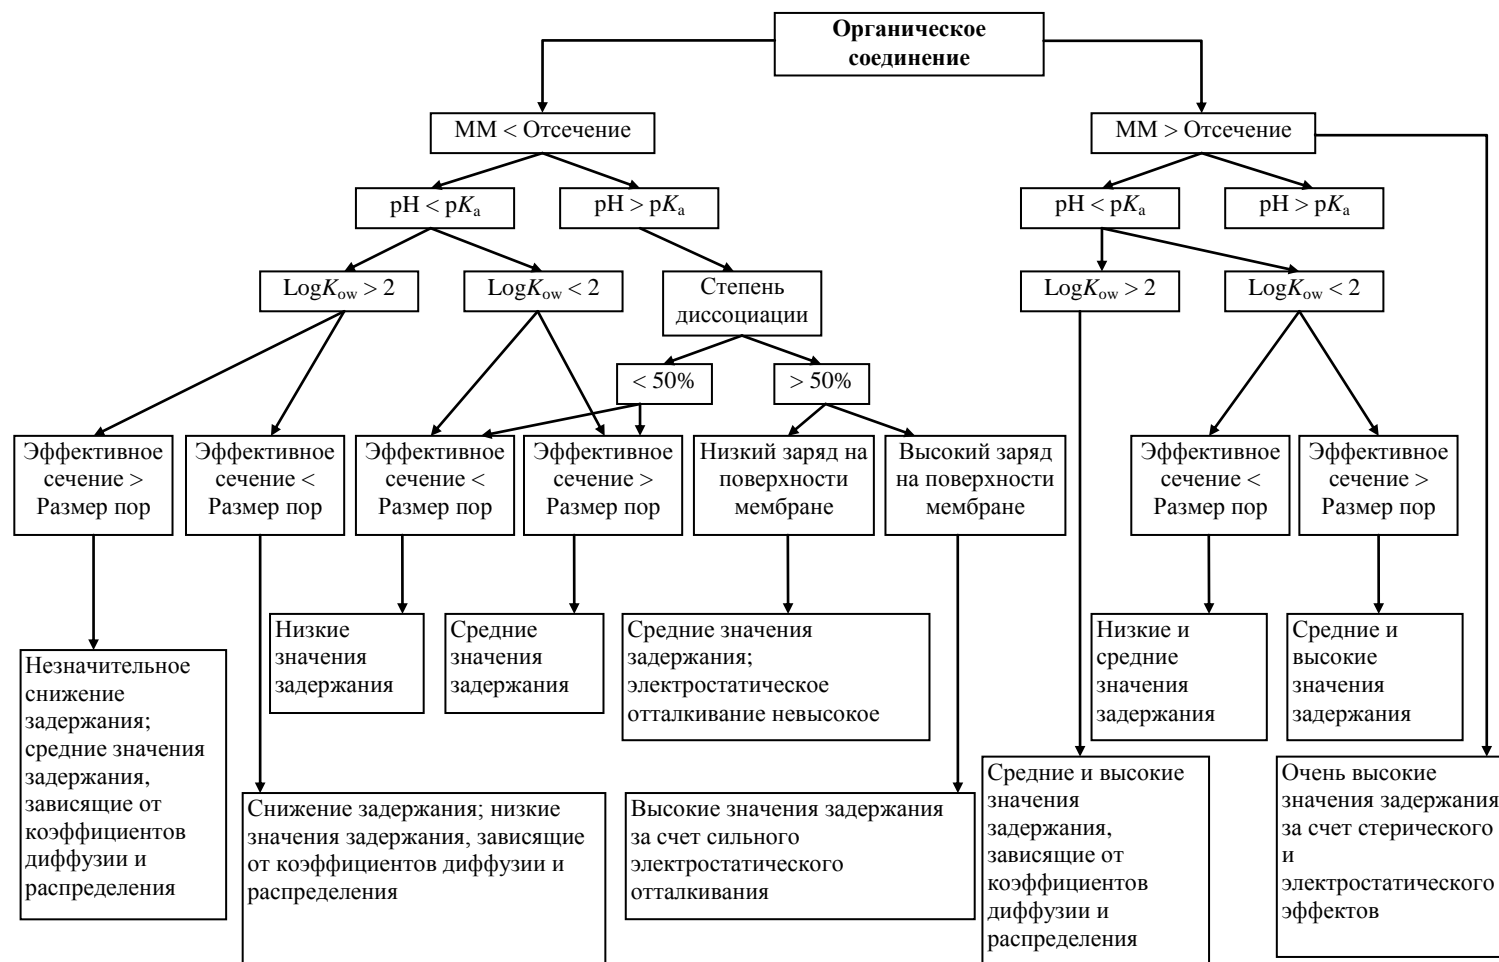 Органическое
соединение
ММ < Отсечение
ММ > Отсечение
pH < pKa
pH > pKa
pH < pKa
pH > pKa
LogKow > 2
LogKow < 2
Степень
диссоциации
LogKow > 2
LogKow < 2
< 50%
> 50%
Эффективное
сечение >
Размер пор
Эффективное
сечение <
Размер пор
Эффективное
сечение <
Размер пор
Эффективное
сечение >
Размер пор
Низкий заряд на
поверхности
мембране
Высокий заряд
на поверхности
мембране
Эффективное
сечение <
Размер пор
Эффективное
сечение >
Размер пор
Незначительное
снижение
задержания;
средние значения
задержания,
зависящие от
коэффициентов
диффузии и
распределения
Низкие
значения
задержания
Средние
значения
задержания
Средние значения
задержания;
электростатическое
отталкивание невысокое
Низкие и
средние
значения
задержания
Средние и
высокие
значения
задержания
Снижение задержания; низкие
значения задержания, зависящие
от коэффициентов диффузии и
распределения
Высокие значения задержания
за счет сильного
электростатического
отталкивания
Средние и высокие
значения
задержания,
зависящие от
коэффициентов
диффузии и
распределения
Очень высокие
значения задержания
за счет стерического
и
электростатического
эффектов